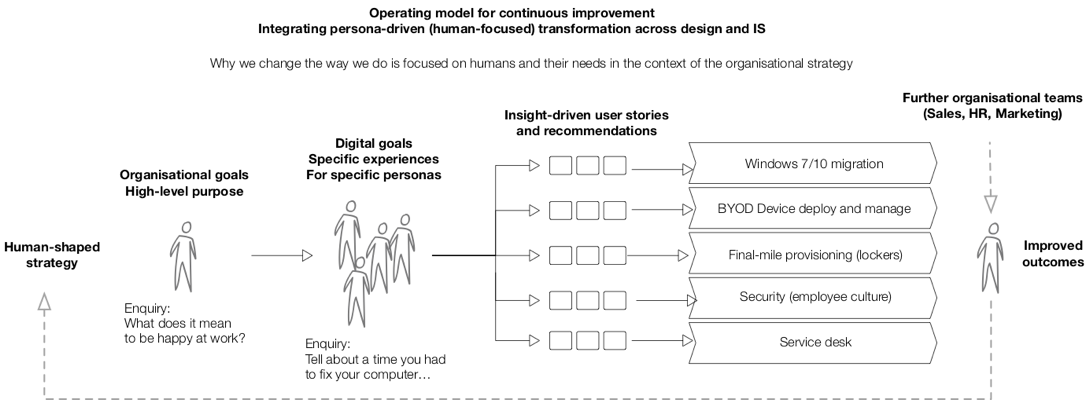 Operating model for continuous improvement
Integrating persona-driven (human-focused) transformation across design and IS
Why we change the way we do is focused on humans and their needs in the context of the organisational strategy
Human-shaped
strategy
Organisational goals
High-level purpose
Enquiry:
What does it mean
to be happy at work?
Digital goals
Specific experiences
For specific personas
Enquiry:
Tell about a time you had
to fix your computer…
Insight-driven user stories
and recommendations
Windows 7/10 migration
BYOD Device deploy and manage
Final-mile provisioning (lockers)
Security (employee culture)
Service desk
Further organisational teams
(Sales, HR, Marketing)
Improved
outcomes